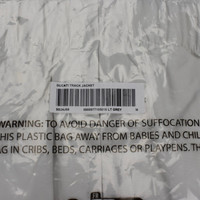 WARNING: TO AVOID DANGER OF SUFFOCATION
HIS PLASTIC BAG AWAY FROM BABIES AND CHIL
AG IN CRIBS, BEDS, CARRIAGES OR PLAYPENS. TH